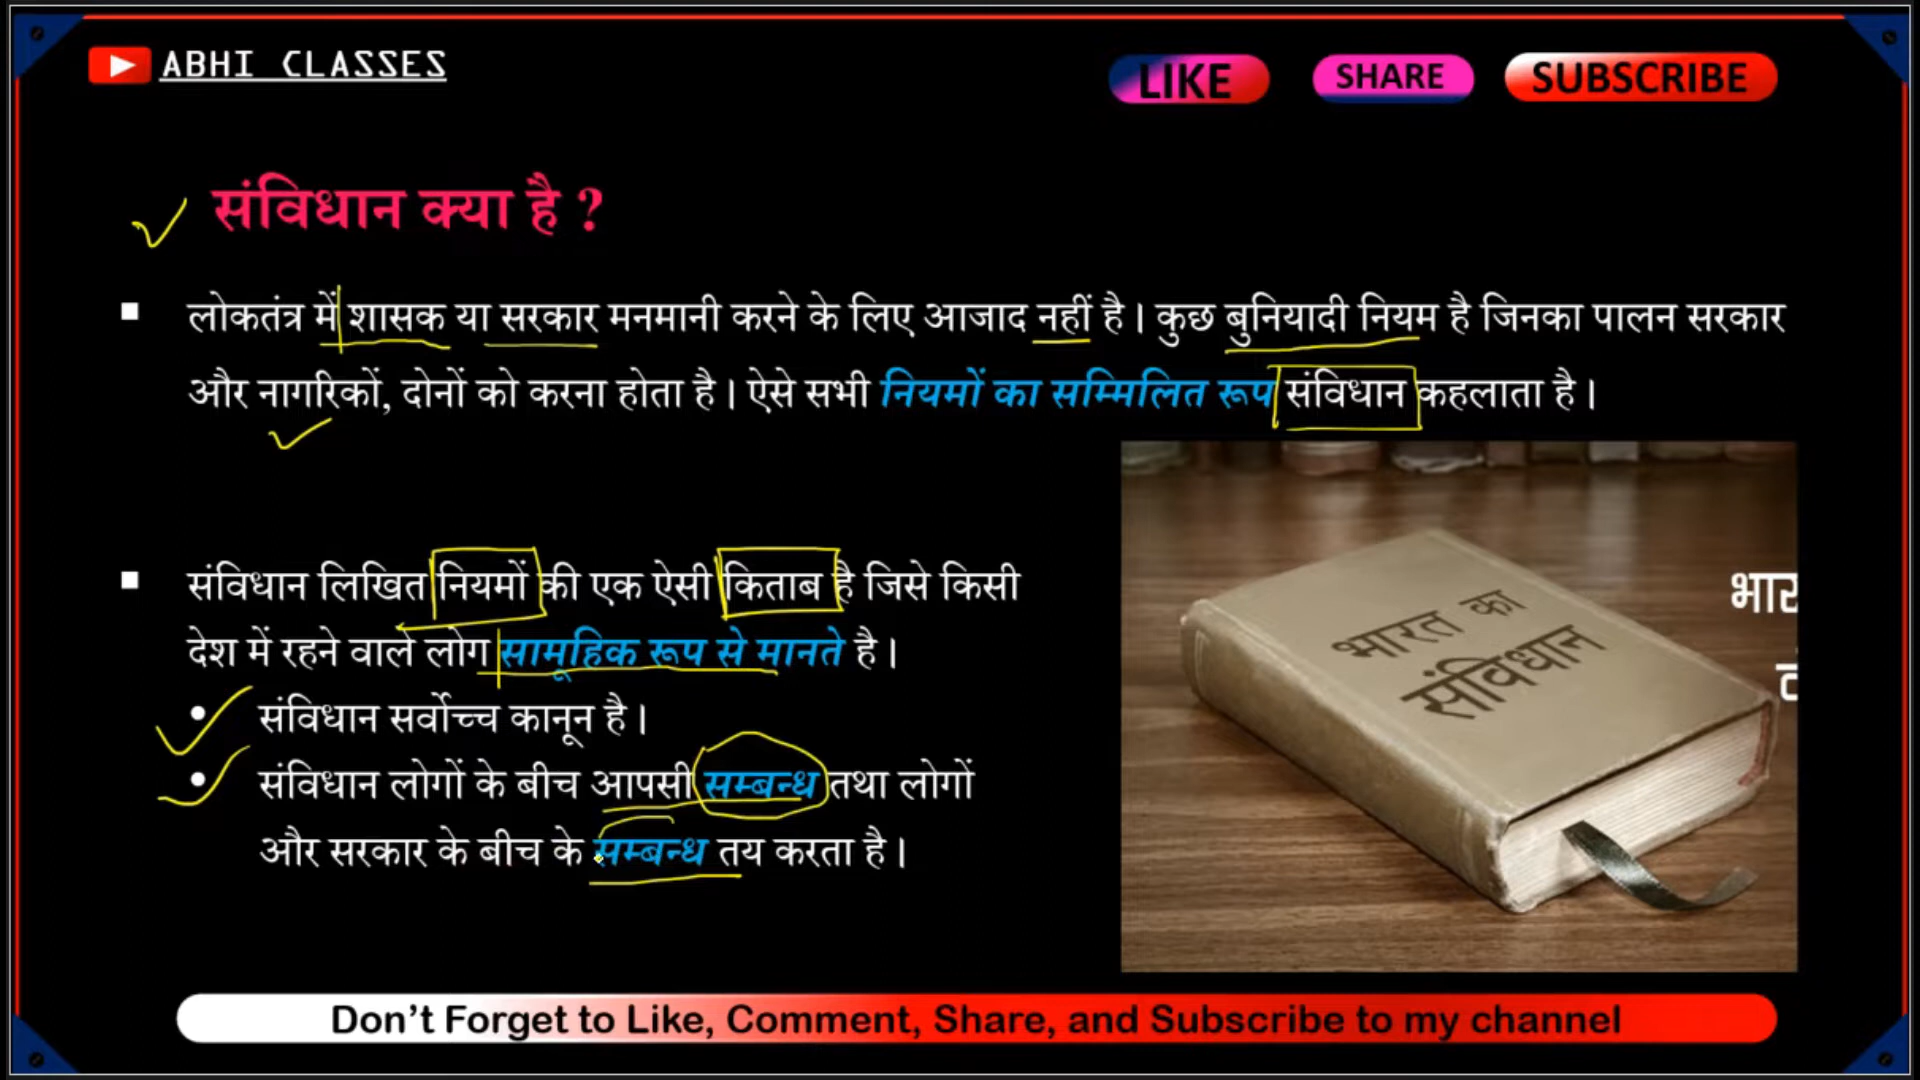 ABHI CLASSES
LIKE
SHARE
SUBSCRIBE
संविधान क्या है ?
लोकतंत्र में शासक या सरकार मनमानी करने के लिए आजाद नहीं है। कुछ बुनियादी नियम है जिनका पालन सरकार
और नागरिकों, दोनों को करना होता है। ऐसे सभी नियमों का सम्मिलित रूप संविधान कहलाता है।
संविधान लिखित नियमों की एक ऐसी किताब है जिसे किसी
देश में रहने वाले लोग सामूहिक रूप से मानते है।
संविधान सर्वोच्च कानून है।
संविधान लोगों के बीच आपसी सम्बन्ध तथा लोगों
और सरकार के बीच के सम्बन्ध तय करता है।
भारत का
संविधान
Don't Forget to Like, Comment, Share, and Subscribe to my channel